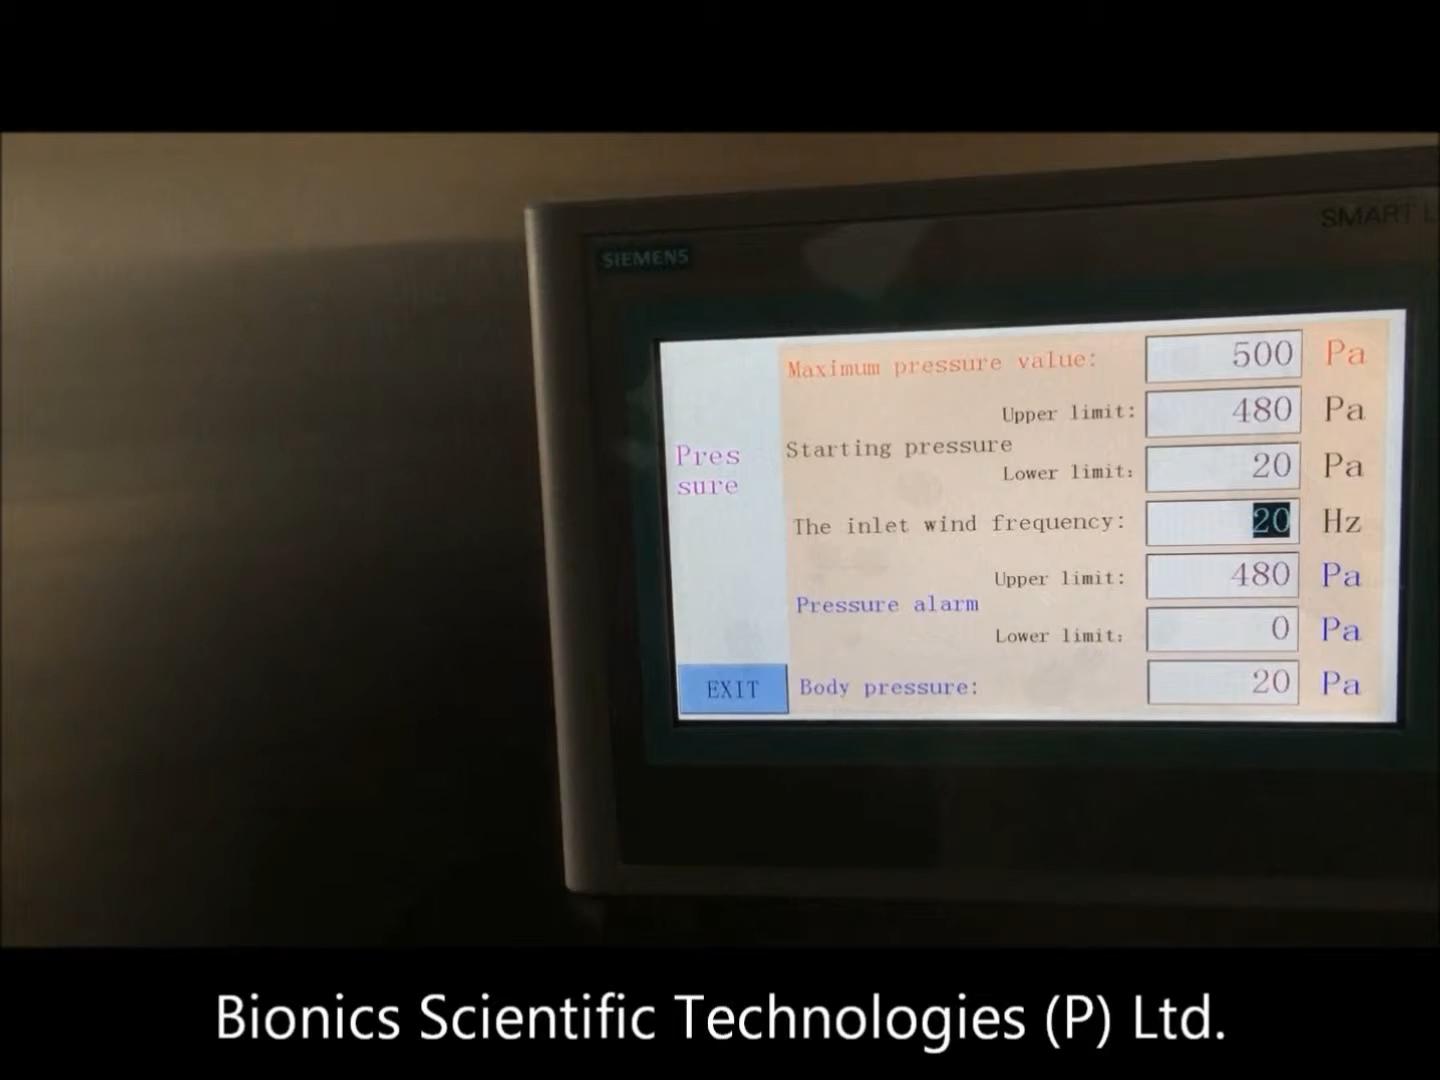 SIEMENS
SMART L
Maximum pressure value: 500 Pa
Upper limit: 480 Pa
Starting pressure
Lower limit: 20 Pa
Pres
sure
The inlet wind frequency: 20 Hz
Upper limit: 480 Pa
Pressure alarm
Lower limit: 0 Pa
EXIT
Body pressure: 20 Pa
Bionics Scientific Technologies (P) Ltd.